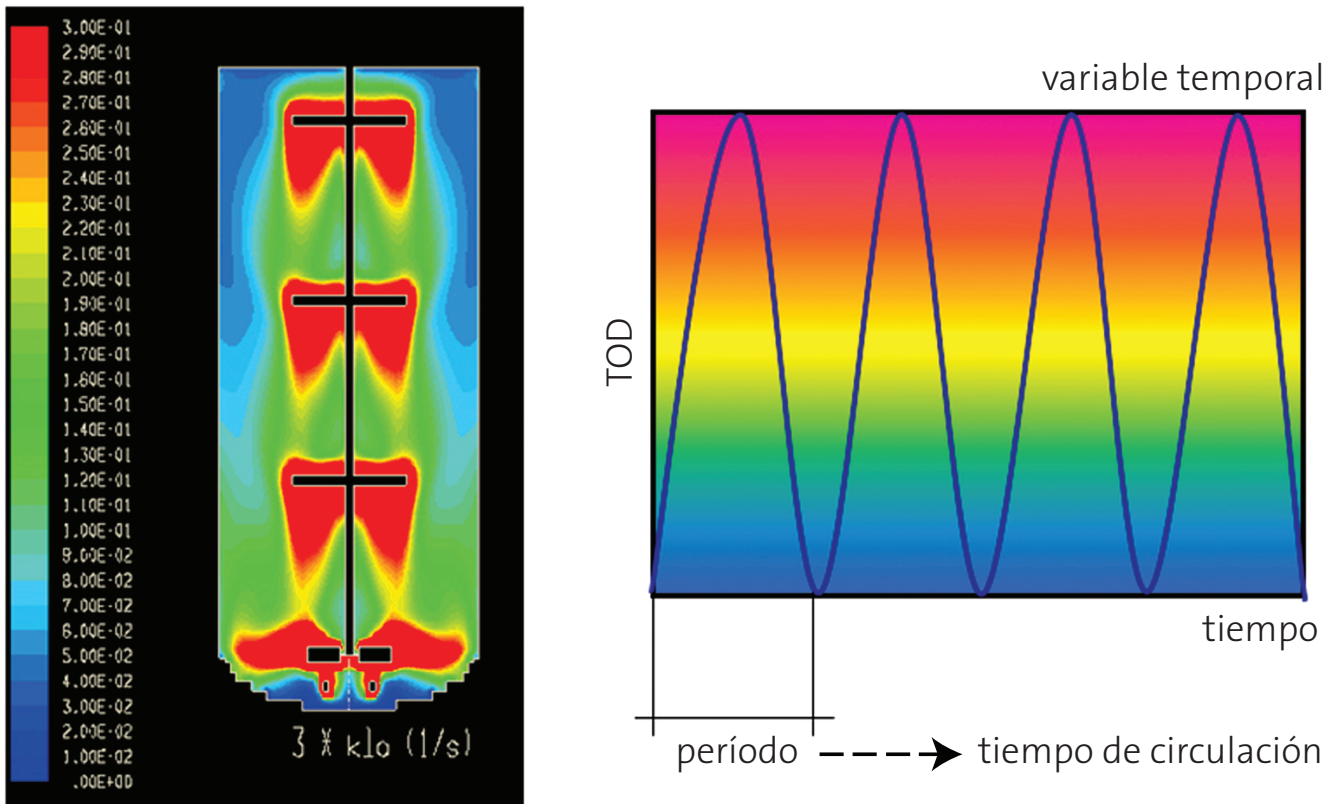 3.00E-01
2.90E-01
2.80E-01
2.70E-01
2.60E-01
2.50E-01
2.40E-01
2.30E-01
2.20E-01
2.10E-01
2.00E-01
1.90E-01
1.80E-01
1.70E-01
1.60E-01
1.50E-01
1.40E-01
1.30E-01
1.20E-01
1.10E-01
1.00E-01
9.00E-02
8.00E-02
7.00E-02
6.00E-02
5.00E-02
4.00E-02
3.00E-02
2.00E-02
1.00E-02
.00E+00
3 X kla (1/s)
variable temporal
TOD
tiempo
período
tiempo de circulación